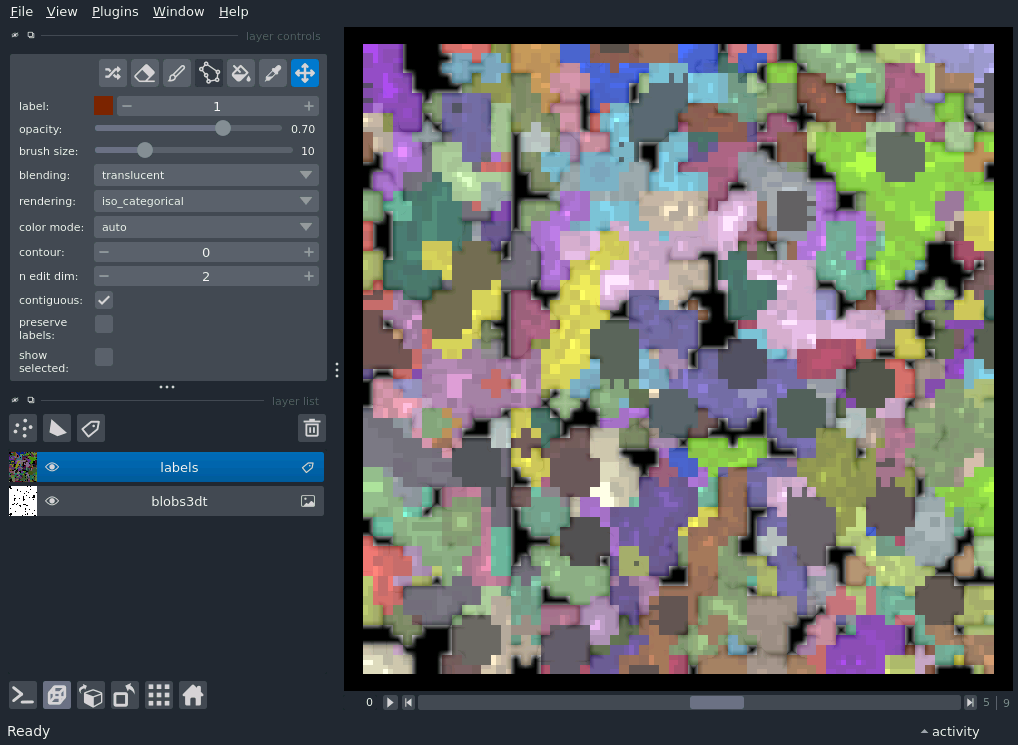 File View Plugins Window Help
layer controls
label: 1
opacity: 0.70
brush size: 10
blending: translucent
rendering: iso_categorical
color mode: auto
contour: 0
n edit dim: 2
contiguous:
preserve
labels:
show
selected:
layer list
labels
blobs3dt
0 5 9
Ready activity